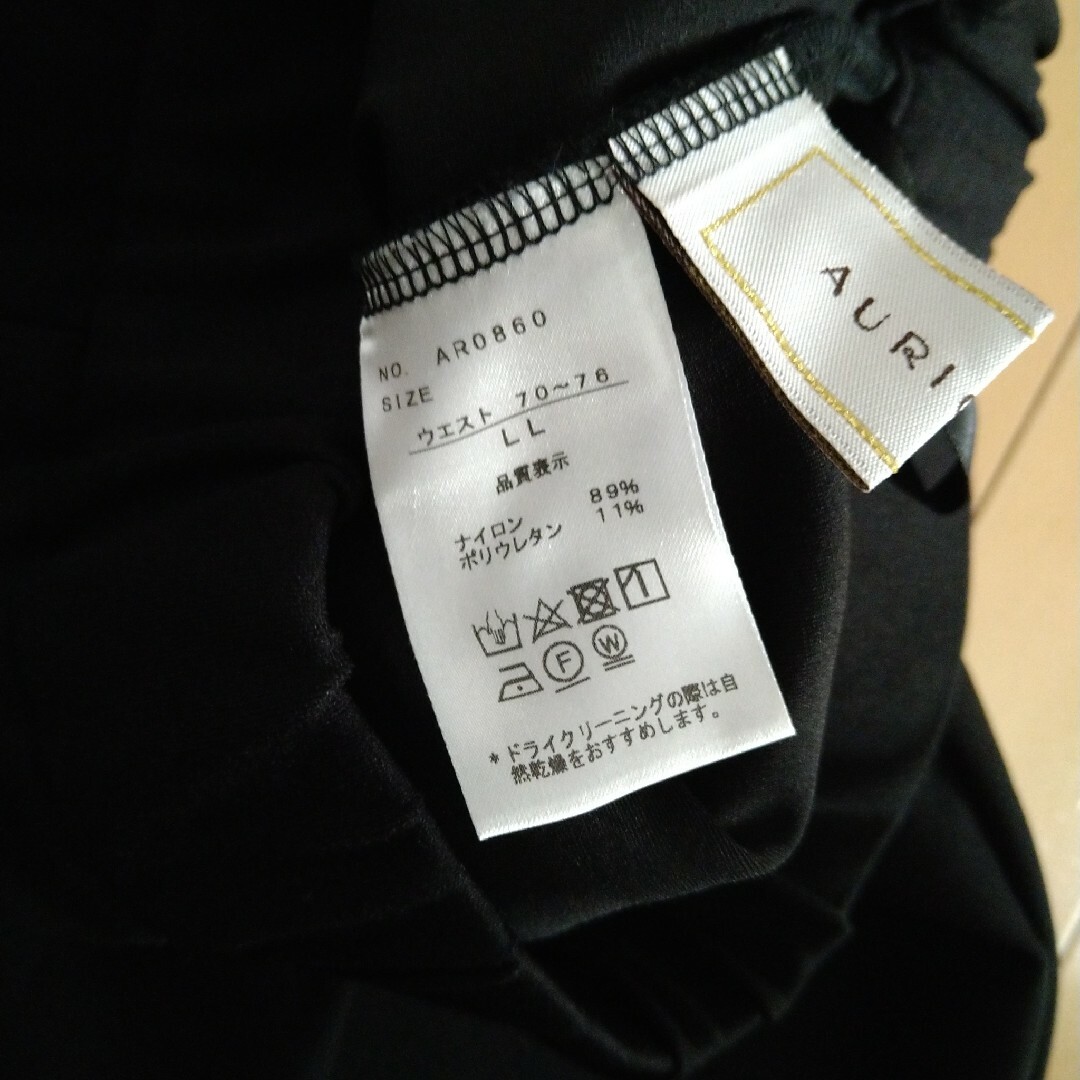 NO. AR0860
SIZE
ウエスト 70〜76
LL
品質表示
ナイロン 89%
ポリウレタン 11%
F W
*ドライクリーニングの際は自
然乾燥をおすすめします。
AURI